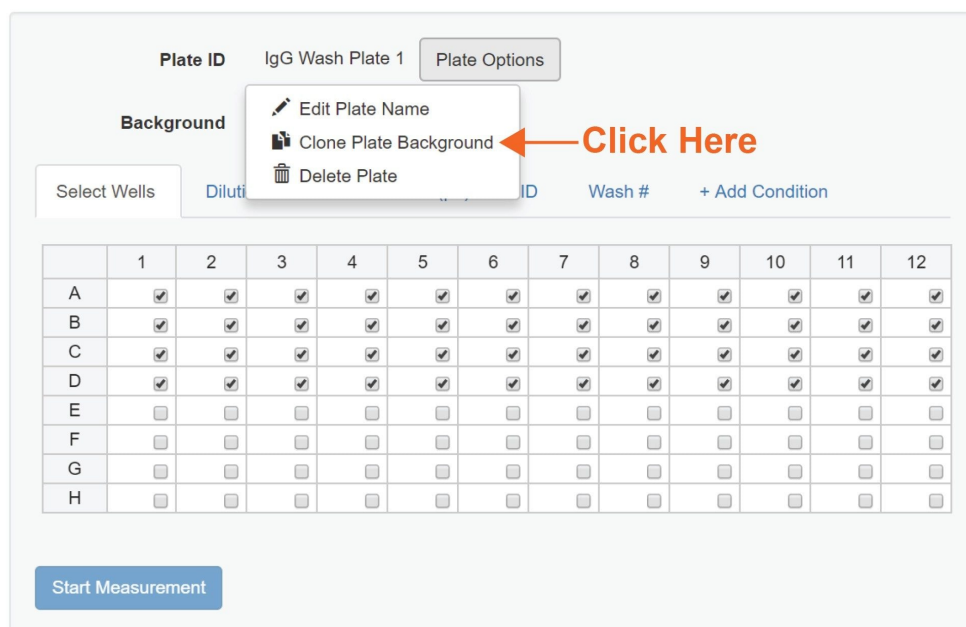 Plate ID IgG Wash Plate 1 Plate Options
Edit Plate Name
Background
Clone Plate Background Click Here
Delete Plate
Select Wells Diluti ID Wash # + Add Condition
1 2 3 4 5 6 7 8 9 10 11 12
A
B
C
D
E
F
G
H
Start Measurement